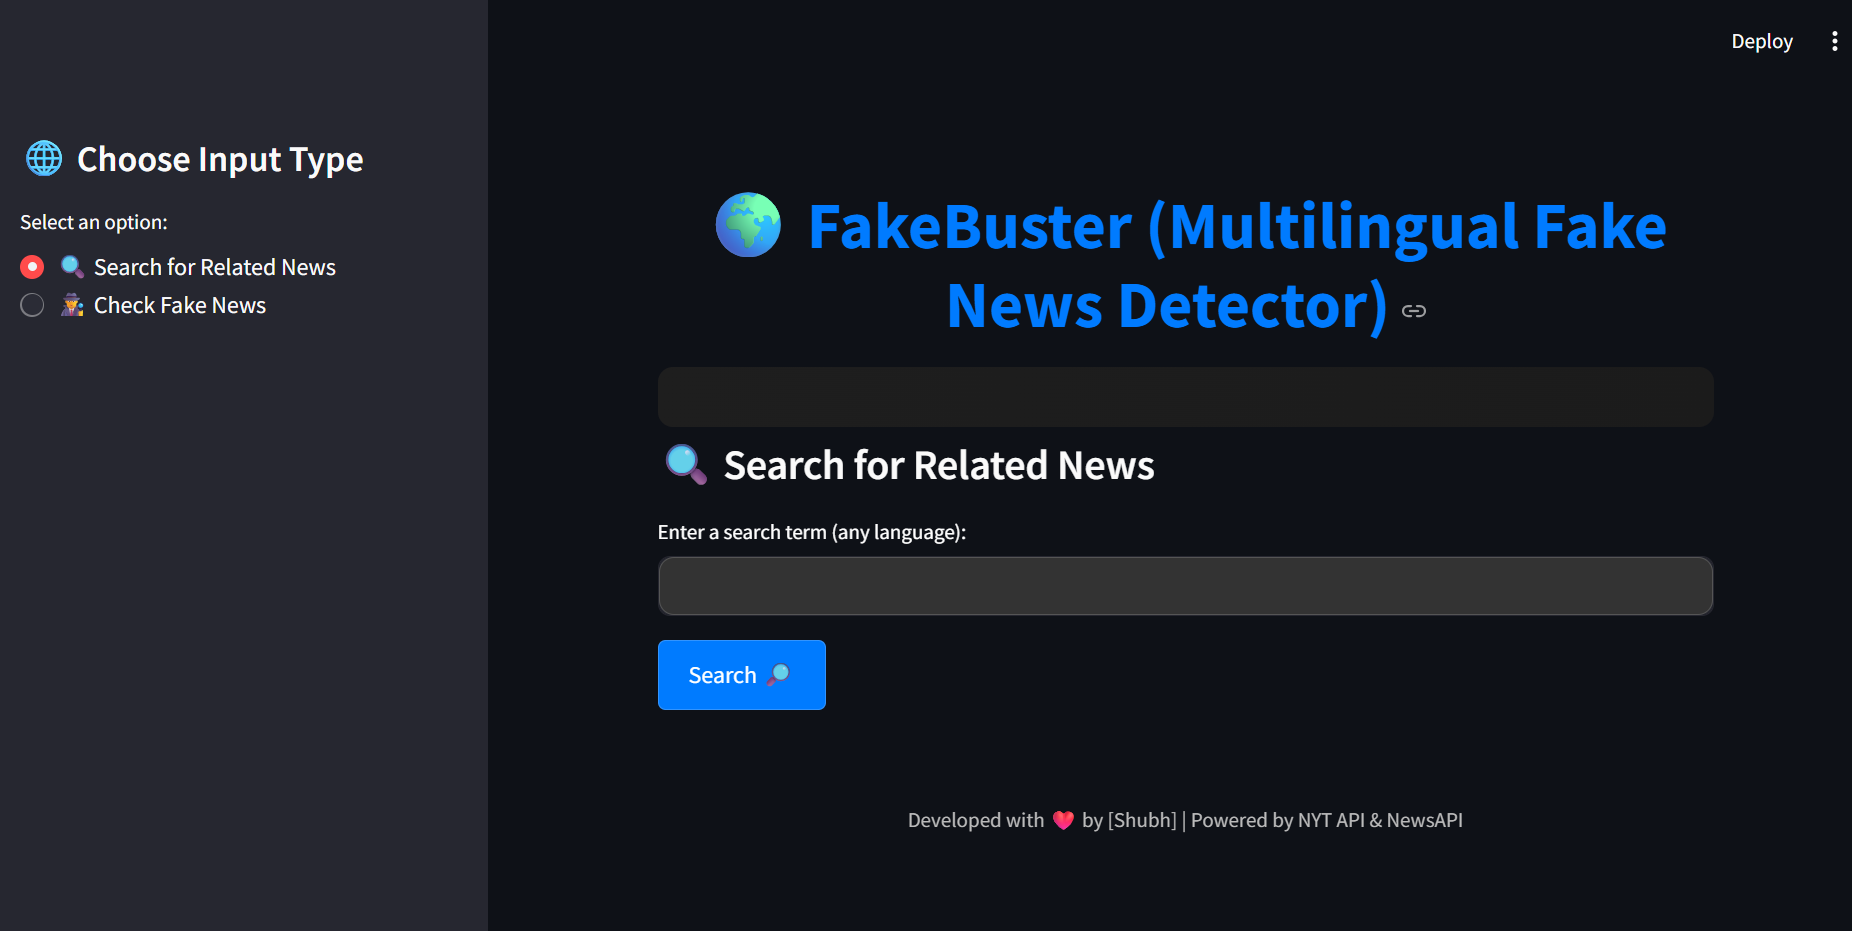 Deploy
🌐 Choose Input Type
Select an option:
🔍 Search for Related News
🕵️ Check Fake News
🌍 FakeBuster (Multilingual Fake
News Detector)
🔍 Search for Related News
Enter a search term (any language):
Search 🔎
Developed with ❤️ by [Shubh] | Powered by NYT API & NewsAPI